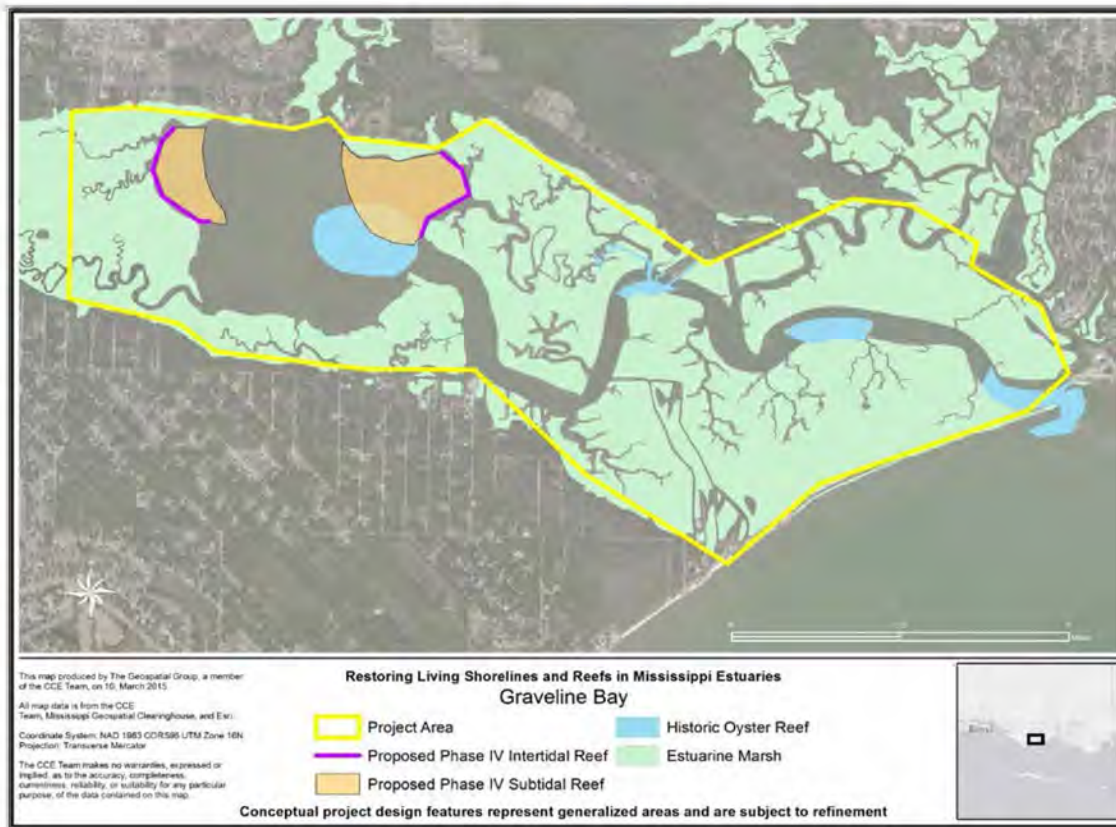 This map produced by The Geospatial Group, a member
of the CCE Team, on 10, March 2015.
All map data is from the CCE
Team, Mississippi Geospatial Clearinghouse, and Esri.
Coordinate System: NAD 1983 CORS96 UTM Zone 16N
Projection: Transverse Mercator
The CCE Team makes no warranties, expressed or
implied, as to the accuracy, completeness,
currentness, reliability, or suitability for any particular
purpose, of the data contained on this map.
Restoring Living Shorelines and Reefs in Mississippi Estuaries
Graveline Bay
Project Area
Proposed Phase IV Intertidal Reef
Proposed Phase IV Subtidal Reef
Historic Oyster Reef
Estuarine Marsh
Conceptual project design features represent generalized areas and are subject to refinement